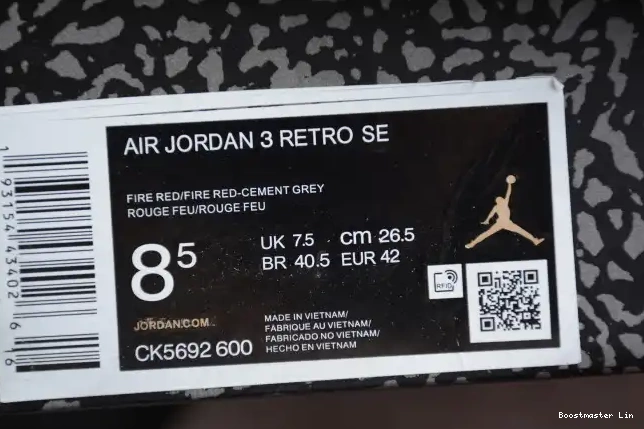 AIR JORDAN 3 RETRO SE
FIRE RED/FIRE RED-CEMENT GREY
ROUGE FEU/ROUGE FEU
8 5
UK 7.5 cm 26.5
BR 40.5 EUR 42
RFID
JORDAN.COM
CK5692 600
MADE IN VIETNAM/
FABRIQUE AU VIETNAM/
FABRICADO NO VIETNAM/
HECHO EN VIETNAM
1 93154 43402 6 16
Boostmaster Lin